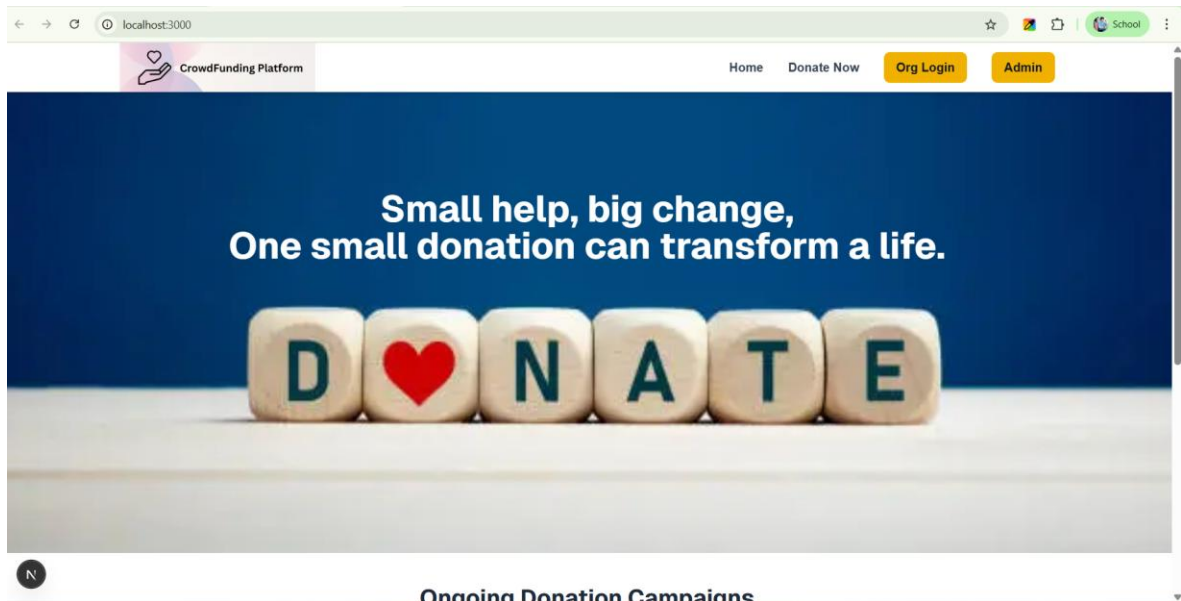 localhost:3000
School
CrowdFunding Platform
Home
Donate Now
Org Login
Admin
Small help, big change,
One small donation can transform a life.
D NATE
N
Ongoing Donation Campaigns